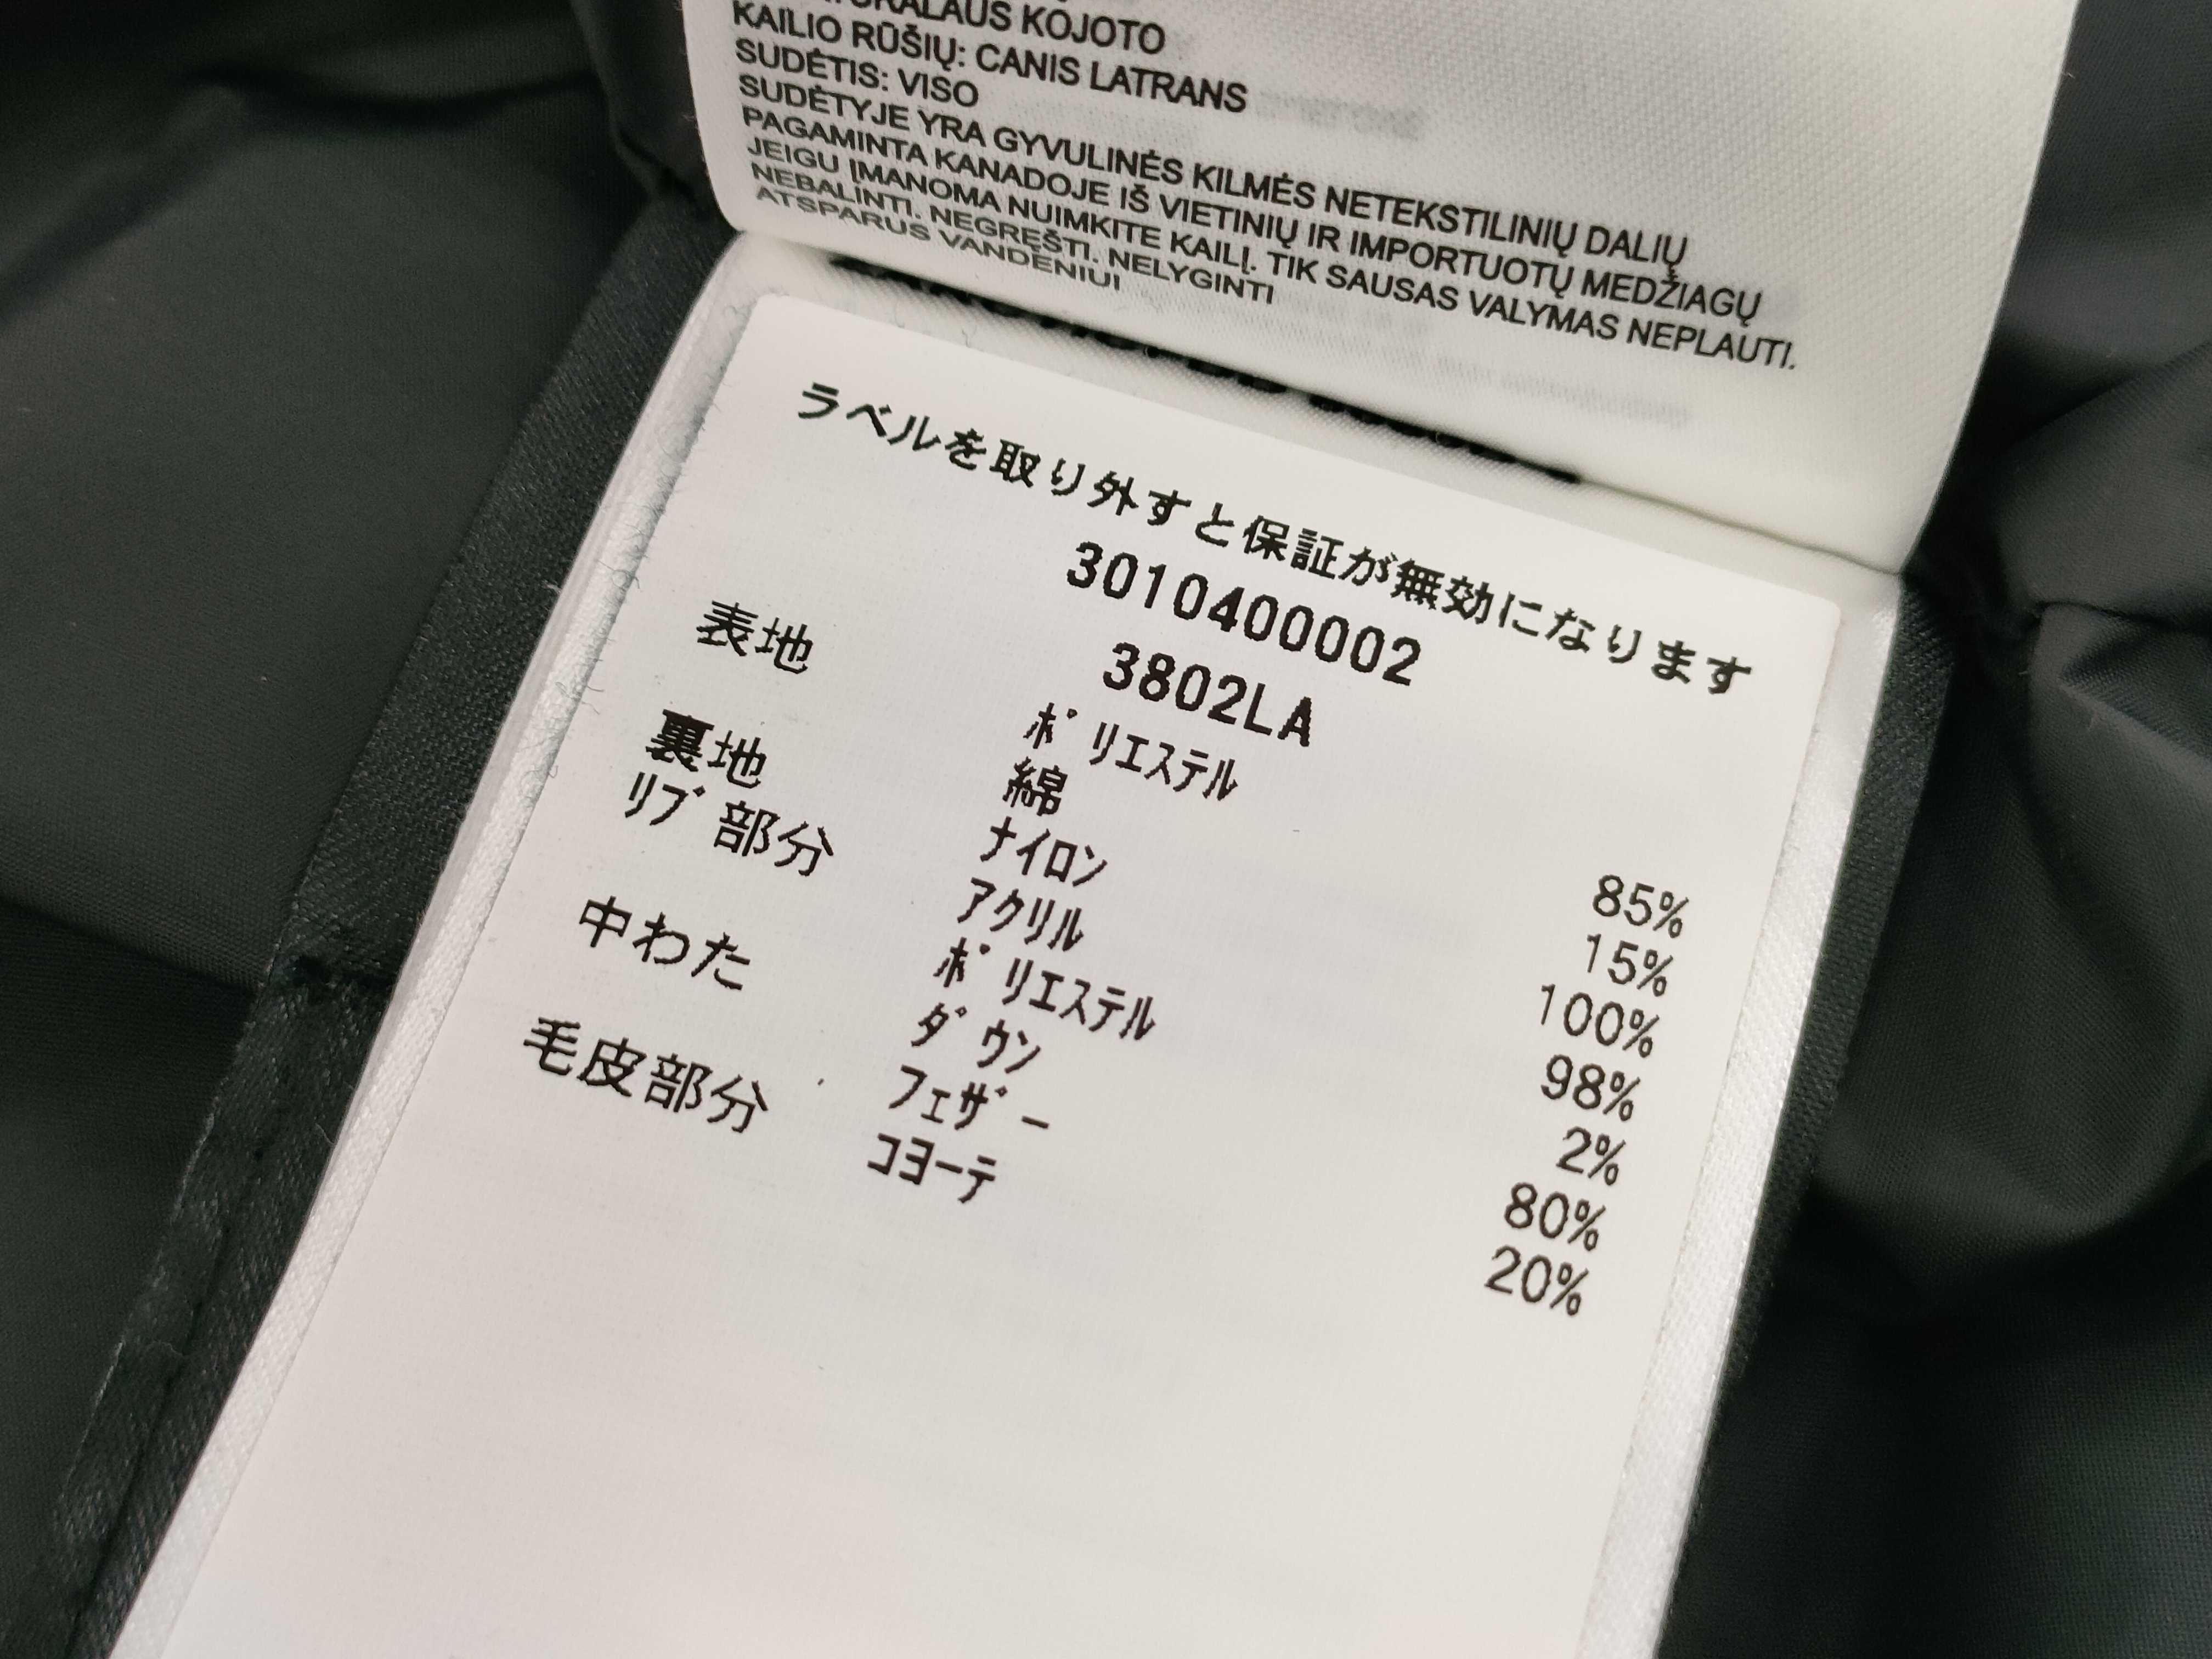 KOJOTO
KAILIO RŪŠIŲ: CANIS LATRANS
SUDĖTIS: VISO
SUDĖTYJE YRA GYVULINĖS KILMĖS NETEKSTILINIŲ DALIŲ
PAGAMINTA KANADOJE IŠ VIETINIŲ IR IMPORTUOTŲ MEDŽIAGŲ
JEIGU ĮMANOMA NUIMKITE KAILĮ. TIK SAUSAS VALYMAS NEPLAUTI.
NEBALINTI. NEGRĘŠTI. NELYGINTI
ATSPARUS VANDENIUI
ラベルを取り外すと保証が無効になります
3010400002
3802LA
表地 ﾎﾟﾘｴｽﾃﾙ 85%
綿 15%
裏地 ﾅｲﾛﾝ 100%
ﾘﾌﾞ部分 ｱｸﾘﾙ 98%
ﾎﾟﾘｴｽﾃﾙ 2%
中わた ﾀﾞｳﾝ 80%
ﾌｪｻﾞｰ 20%
毛皮部分 ｺﾖｰﾃ